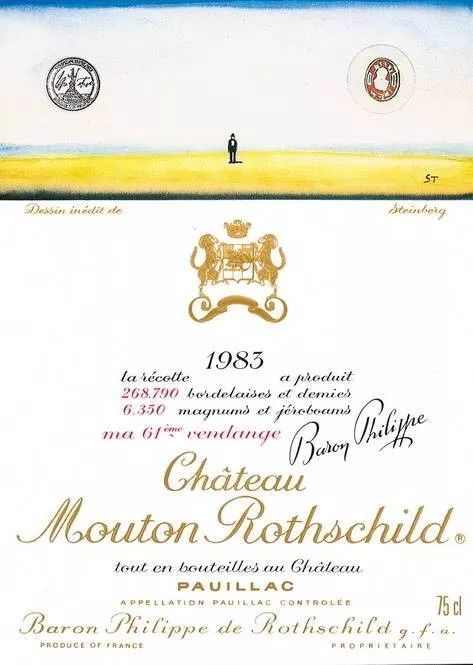 ST
Dessin inédit de Steinberg
1983
la récolte a produit
268.790 bordelaises et demies
6.350 magnums et jéroboams
ma 61ème vendange
Baron Philippe
Château
Mouton Rothschild ®
tout en bouteilles au Château
PAUILLAC
APPELLATION PAUILLAC CONTROLÉE
75 cl
Baron Philippe de Rothschild g.f.a.
PRODUCE OF FRANCE PROPRIETAIRE